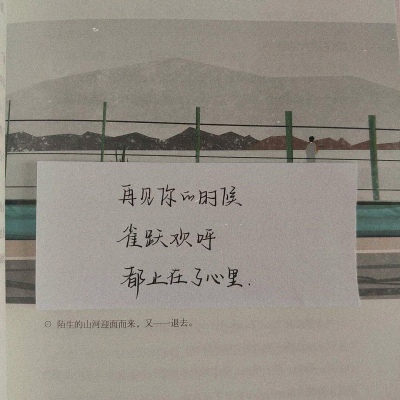 再见你的时候
雀跃欢呼
都上在了心里.
陌生的山河迎面而来，又一一退去。